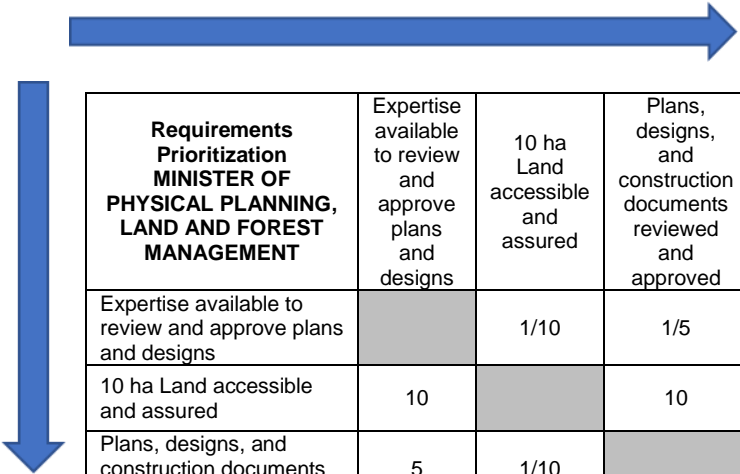 Requirements
Prioritization
MINISTER OF
PHYSICAL PLANNING,
LAND AND FOREST
MANAGEMENT
Expertise
available
to review
and
approve
plans
and
designs
10 ha
Land
accessible
and
assured
Plans,
designs,
and
construction
documents
reviewed
and
approved
Expertise available to
review and approve plans
and designs
1/10
1/5
10 ha Land accessible
and assured
10
10
Plans, designs, and
construction documents
5
1/10